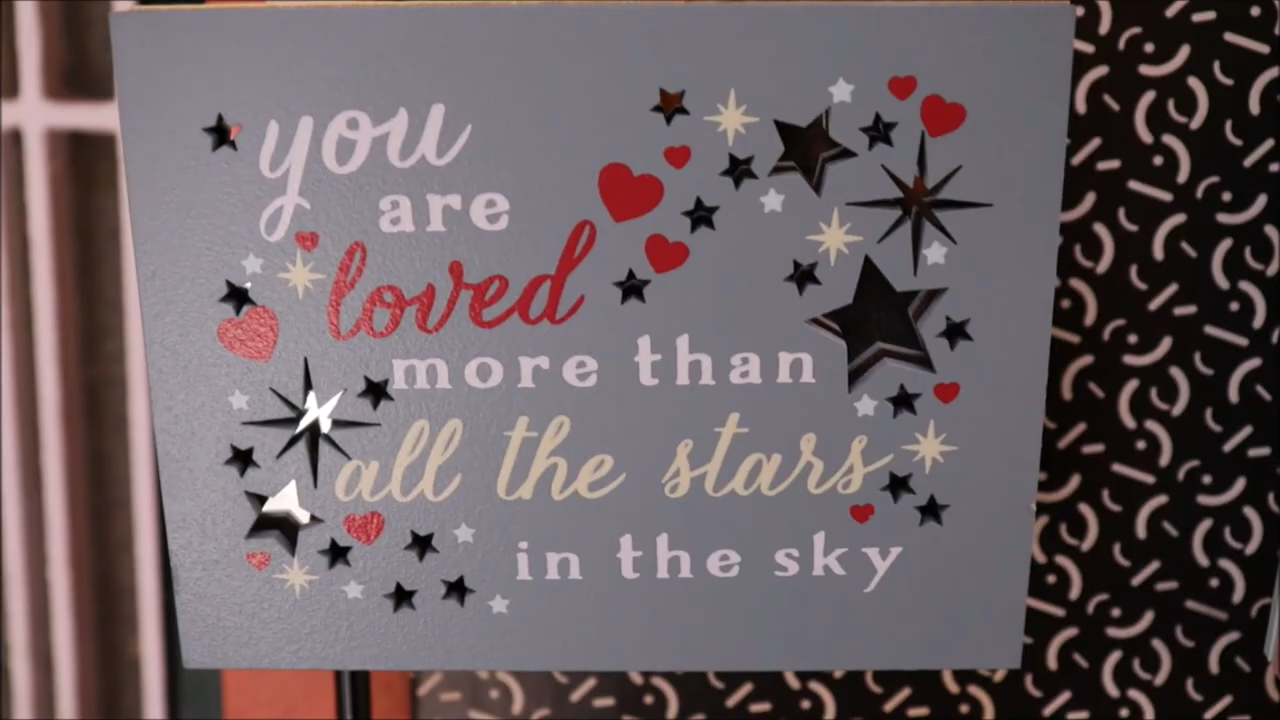 you
are
loved
more than
all the stars
in the sky